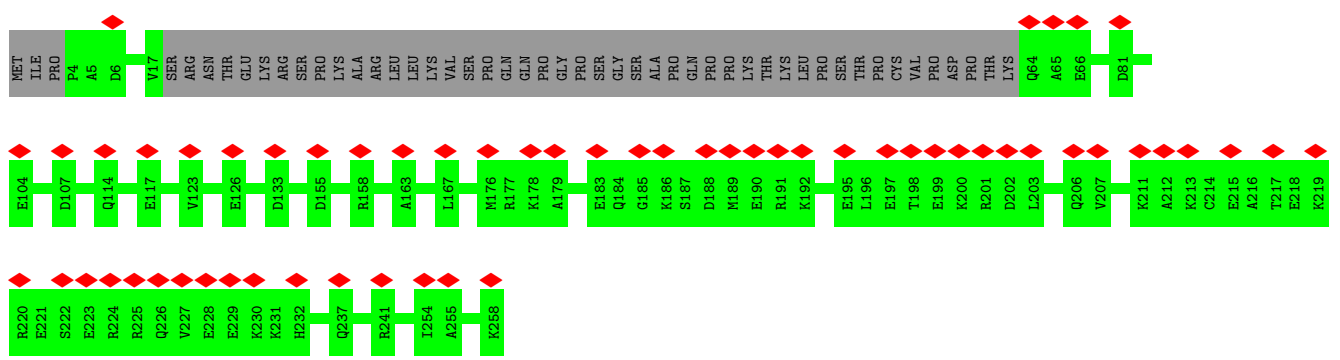 MET ILE PRO P4 A5 D6 V17 SER ARG ASN THR GLU LYS ARG SER PRO LYS ALA ARG LEU LEU LYS VAL SER PRO GLN GLN PRO GLY PRO SER GLY SER ALA PRO GLN PRO PRO LYS THR LYS LEU PRO SER THR PRO CYS VAL PRO ASP PRO THR LYS Q64 A65 E66 D81
E104 D107 Q114 E117 V123 E126 D133 D155 R158 A163 L167 M176 R177 K178 A179 E183 Q184 G185 K186 S187 D188 M189 E190 R191 K192 E195 L196 E197 T198 E199 K200 R201 D202 L203 Q206 V207 K211 A212 K213 C214 E215 A216 T217 E218 K219
R220 E221 S222 E223 R224 R225 Q226 V227 E228 E229 K230 K231 H232 Q237 R241 I254 A255 K258